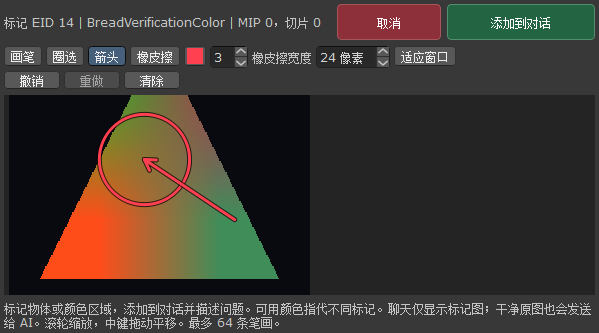 标记 EID 14 | BreadVerificationColor | MIP 0，切片 0
取消
添加到对话
画笔 圈选 箭头 橡皮擦 3 橡皮擦宽度 24 像素 适应窗口
撤消 重做 清除
标记物体或颜色区域，添加到对话并描述问题。可用颜色指代不同标记。聊天仅显示标记图；干净原图也会发送
给 AI。滚轮缩放，中键拖动平移。最多 64 条笔画。